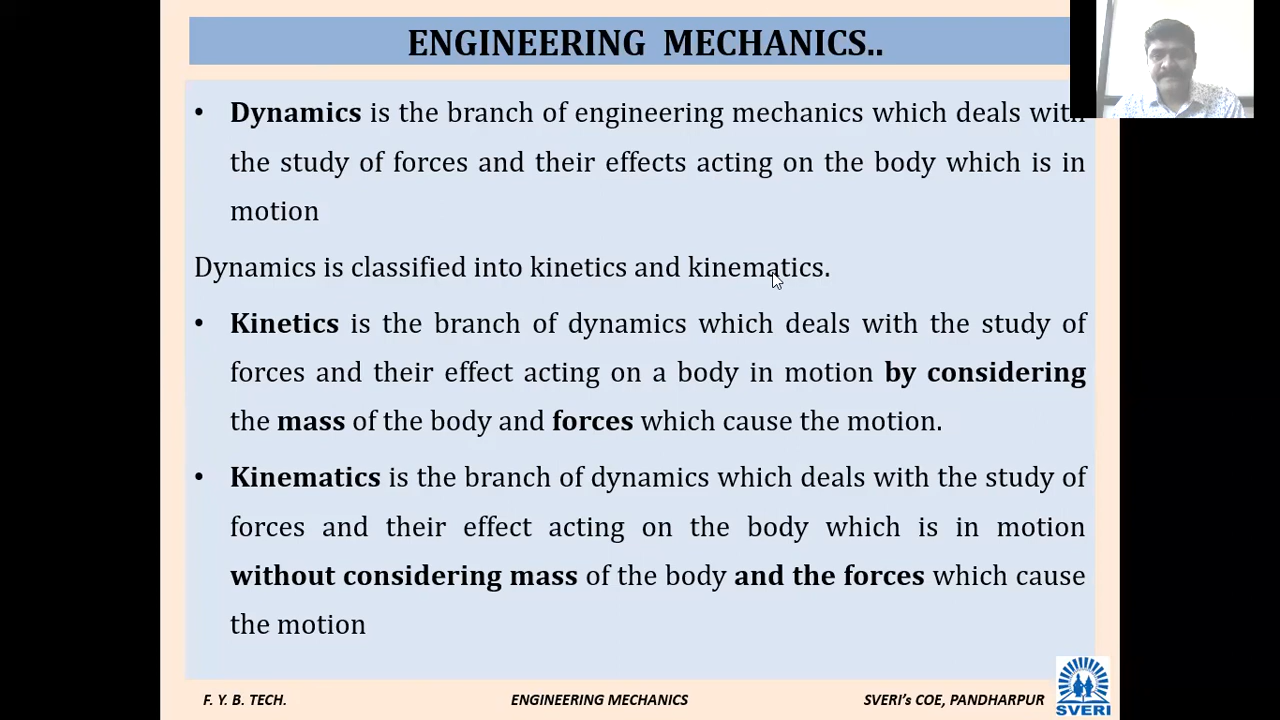 ENGINEERING MECHANICS..
• Dynamics is the branch of engineering mechanics which deals with
the study of forces and their effects acting on the body which is in
motion
Dynamics is classified into kinetics and kinematics.
• Kinetics is the branch of dynamics which deals with the study of
forces and their effect acting on a body in motion by considering
the mass of the body and forces which cause the motion.
• Kinematics is the branch of dynamics which deals with the study of
forces and their effect acting on the body which is in motion
without considering mass of the body and the forces which cause
the motion
F. Y. B. TECH. ENGINEERING MECHANICS SVERI's COE, PANDHARPUR
SVERI